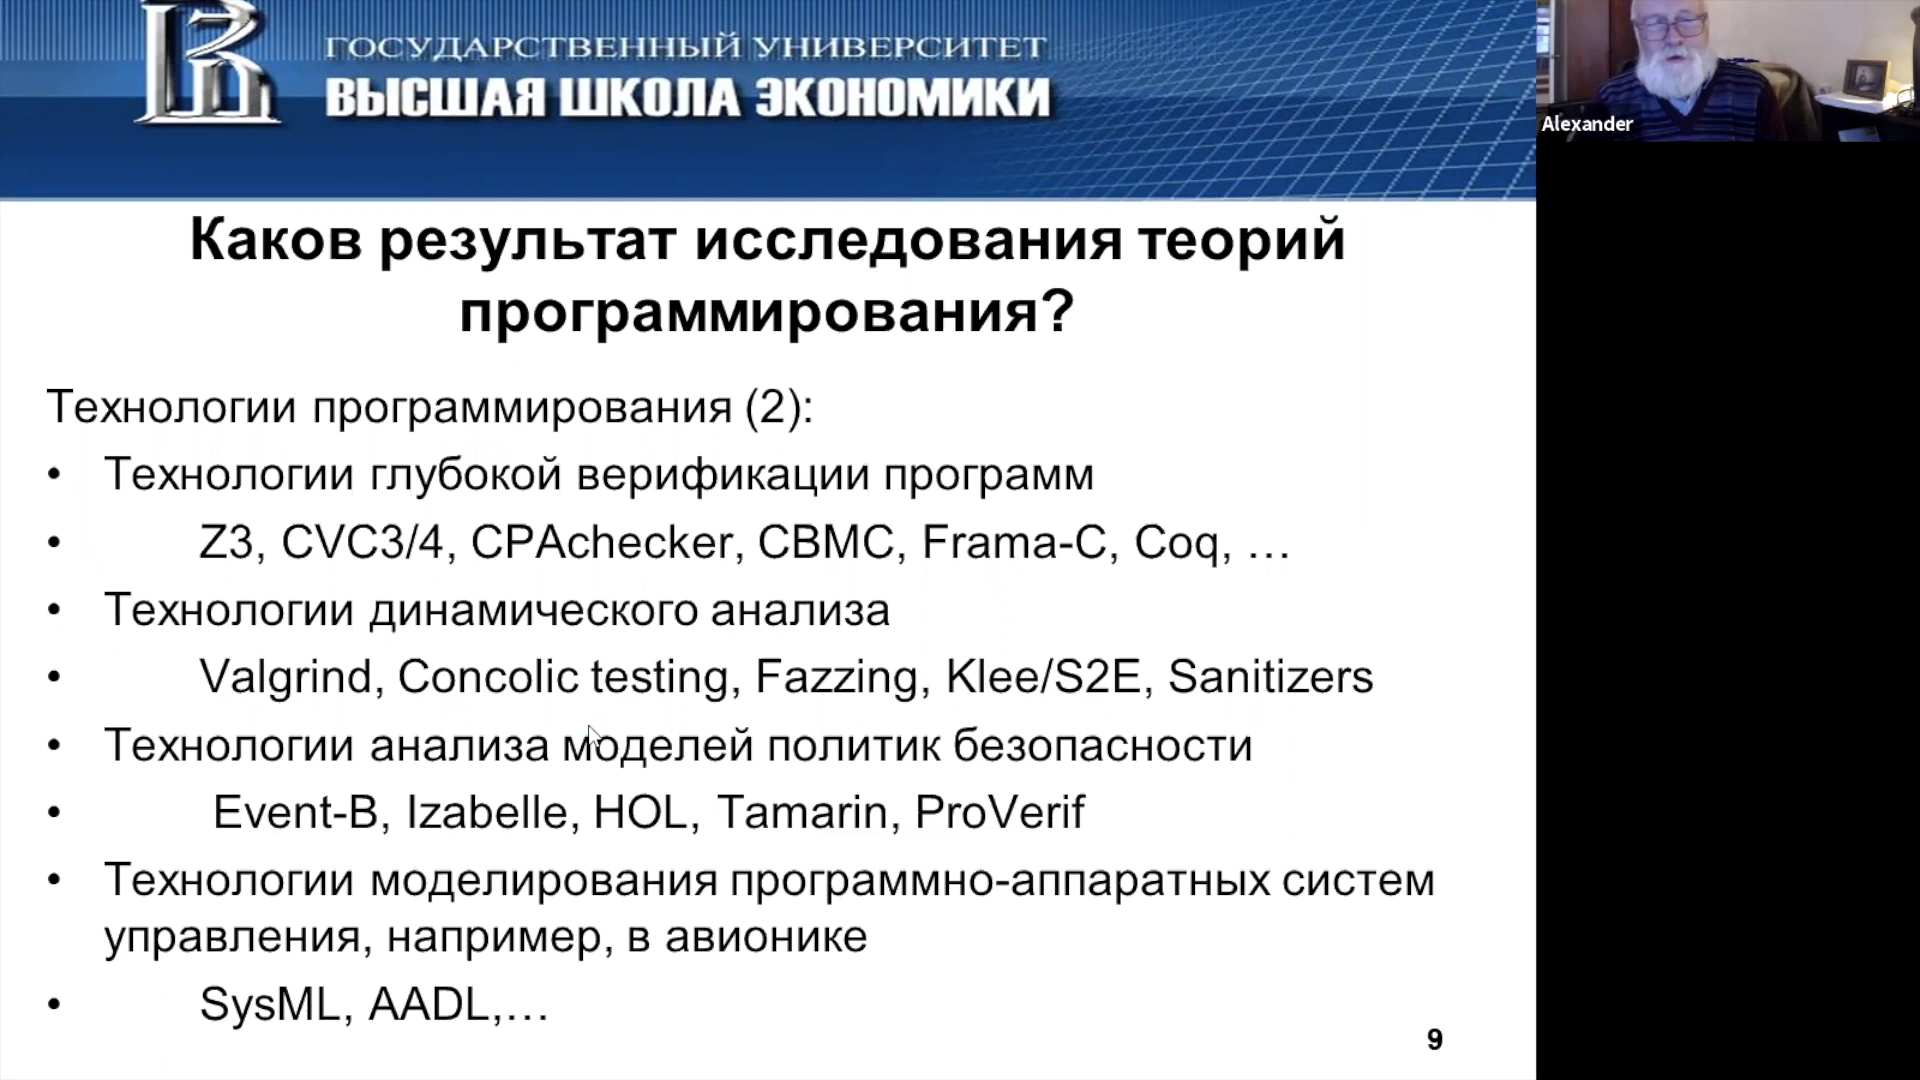 ГОСУДАРСТВЕННЫЙ УНИВЕРСИТЕТ
ВЫСШАЯ ШКОЛА ЭКОНОМИКИ
Alexander
Каков результат исследования теорий
программирования?
Технологии программирования (2):
• Технологии глубокой верификации программ
• Z3, CVC3/4, CPAchecker, CBMC, Frama-C, Coq, …
• Технологии динамического анализа
• Valgrind, Concolic testing, Fazzing, Klee/S2E, Sanitizers
• Технологии анализа моделей политик безопасности
• Event-B, Izabelle, HOL, Tamarin, ProVerif
• Технологии моделирования программно-аппаратных систем
управления, например, в авионике
• SysML, AADL,…
9